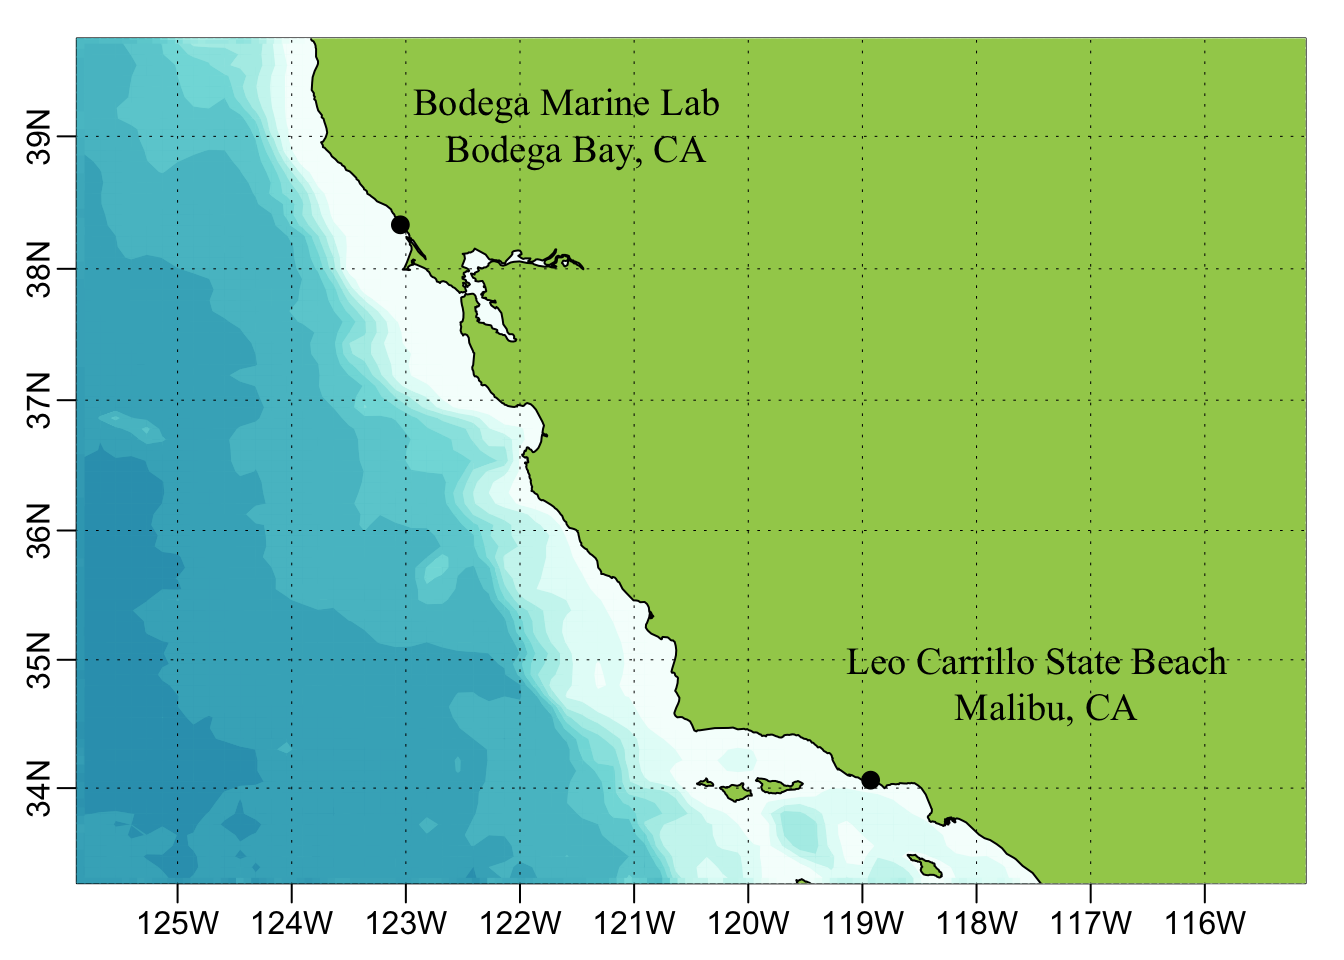 Bodega Marine Lab
Bodega Bay, CA
Leo Carrillo State Beach
Malibu, CA
39N
38N
37N
36N
35N
34N
125W 124W 123W 122W 121W 120W 119W 118W 117W 116W